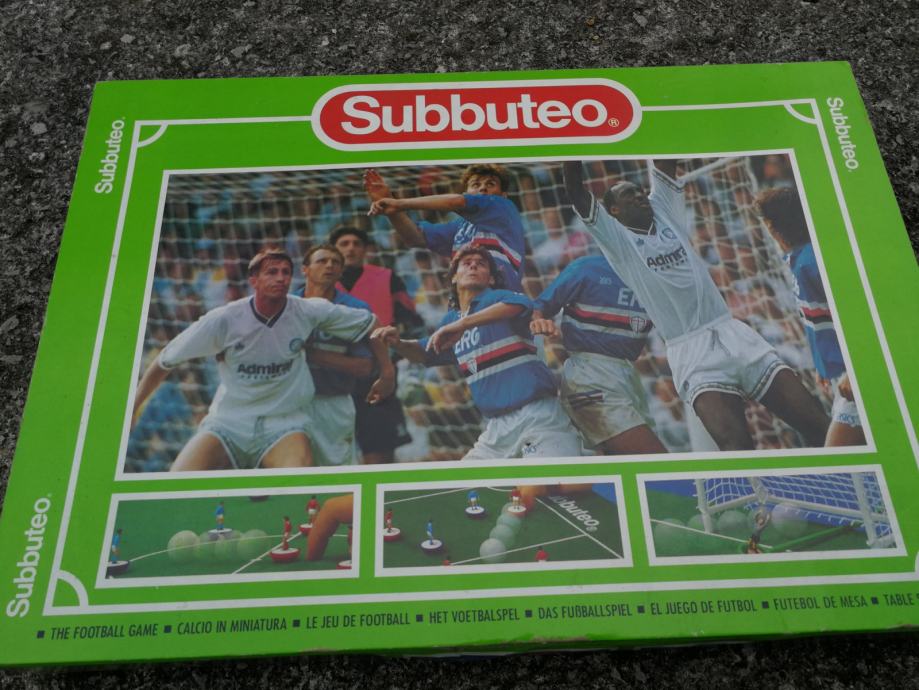 Subbuteo®
Subbuteo®
Subbuteo®
Subbuteo®
Admiral
ERG
ERG
Admiral
Subbuteo
■ THE FOOTBALL GAME ■ CALCIO IN MINIATURA ■ LE JEU DE FOOTBALL ■ HET VOETBALSPEL ■ DAS FUßBALLSPIEL ■ EL JUEGO DE FUTBOL ■ FUTEBOL DE MESA ■ TABLE